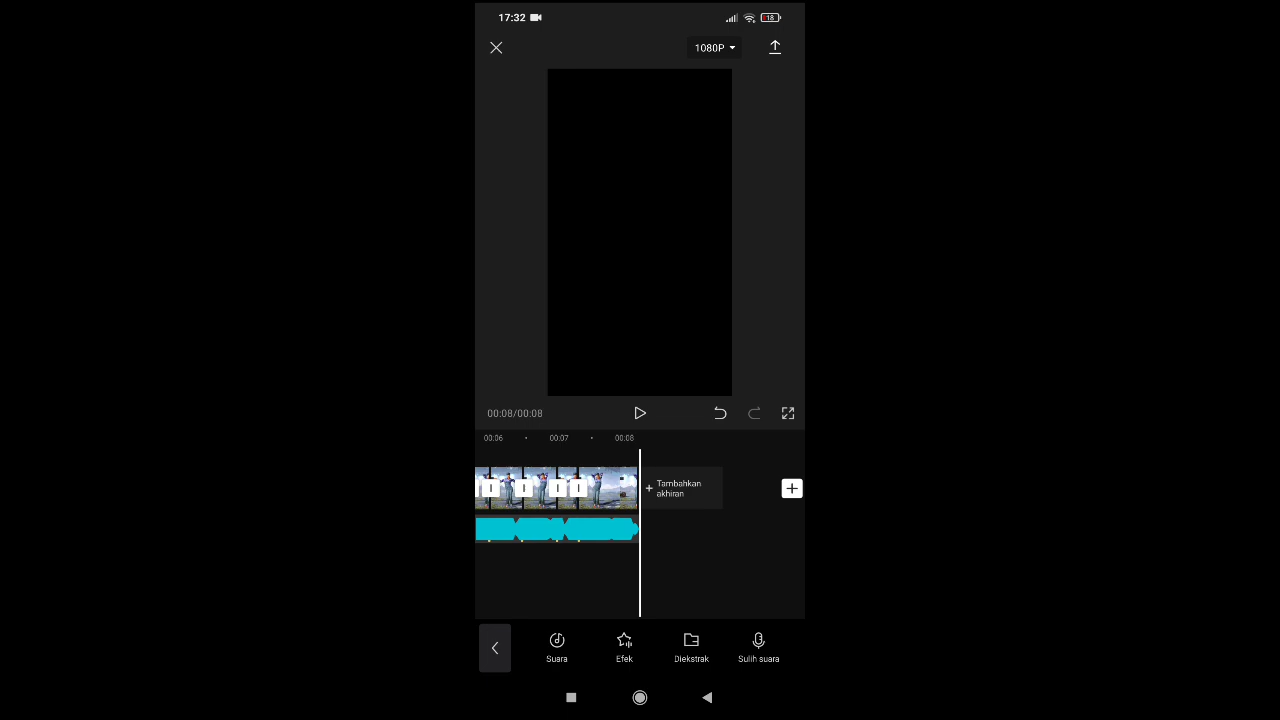 17:32
18
1080P
00:08/00:08
00:06
00:07
00:08
+ Tambahkan
akhiran
Suara
Efek
Diekstrak
Sulih suara